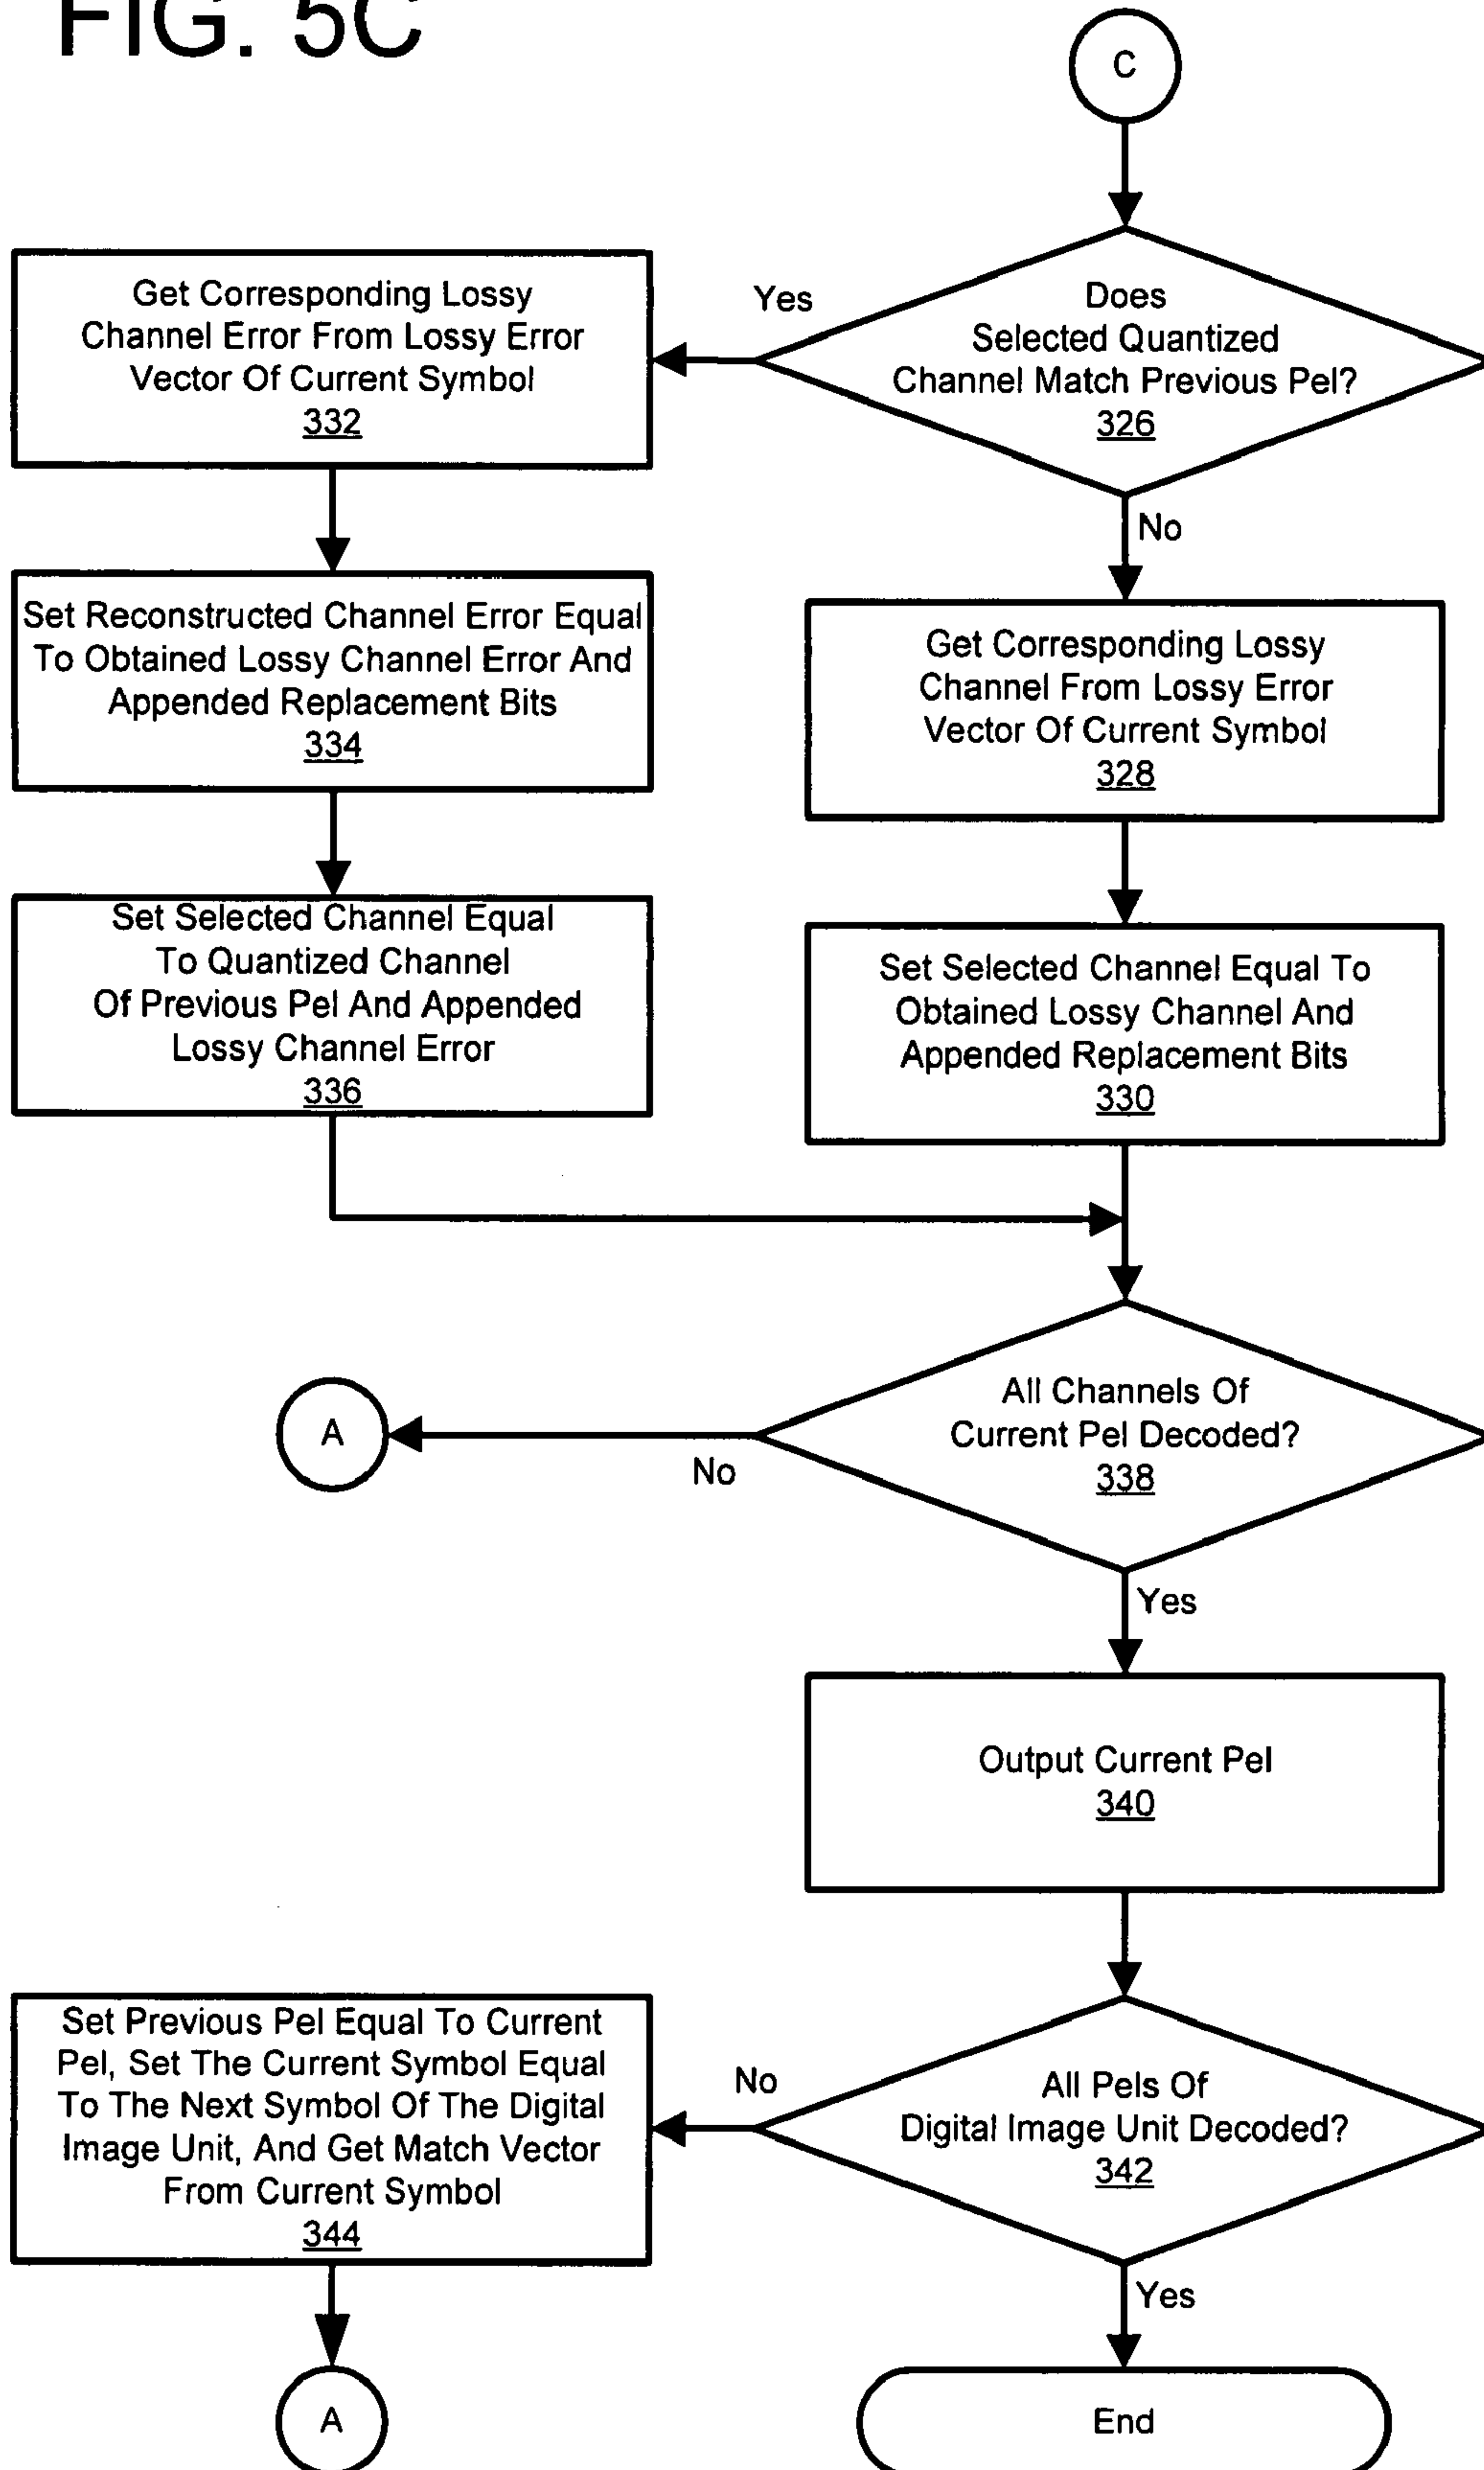 FIG. 5C
C
Does
Selected Quantized
Channel Match Previous Pel?
326
Yes
No
Get Corresponding Lossy
Channel Error From Lossy Error
Vector Of Current Symbol
332
Set Reconstructed Channel Error Equal
To Obtained Lossy Channel Error And
Appended Replacement Bits
334
Set Selected Channel Equal
To Quantized Channel
Of Previous Pel And Appended
Lossy Channel Error
336
Get Corresponding Lossy
Channel From Lossy Error
Vector Of Current Symbol
328
Set Selected Channel Equal To
Obtained Lossy Channel And
Appended Replacement Bits
330
All Channels Of
Current Pel Decoded?
338
No
A
Yes
Output Current Pel
340
All Pels Of
Digital Image Unit Decoded?
342
No
Set Previous Pel Equal To Current
Pel, Set The Current Symbol Equal
To The Next Symbol Of The Digital
Image Unit, And Get Match Vector
From Current Symbol
344
A
Yes
End